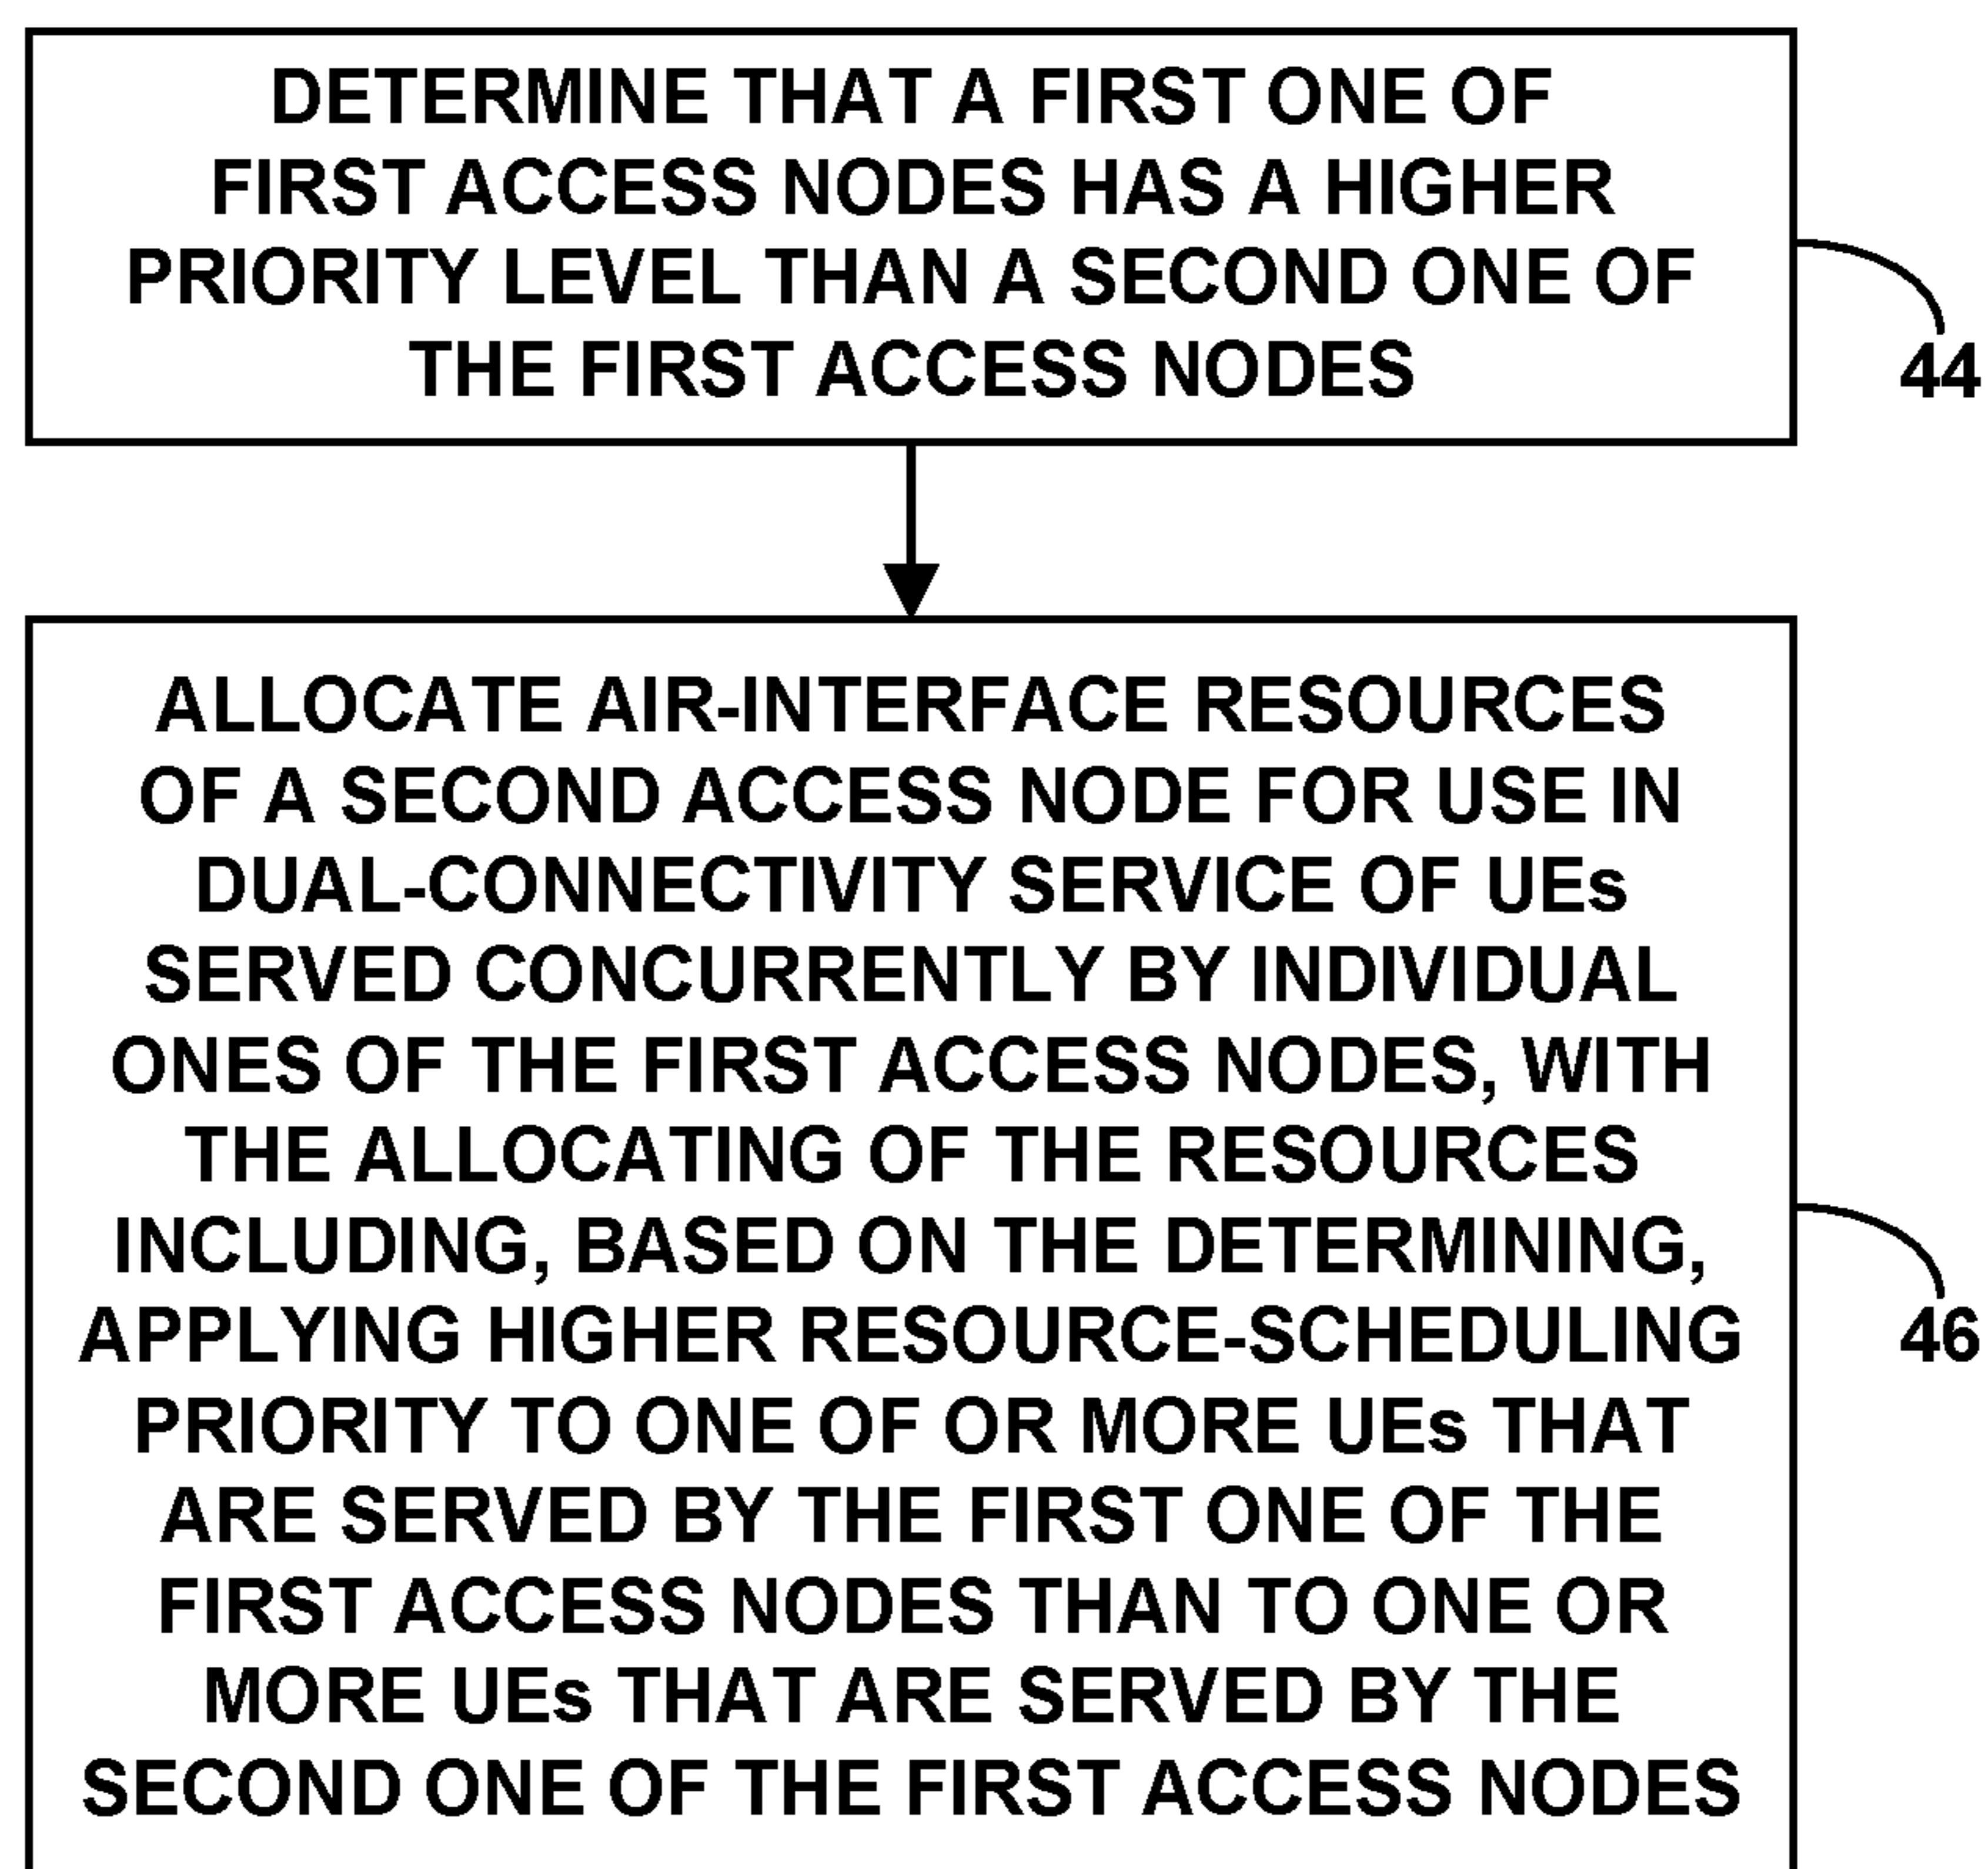 DETERMINE THAT A FIRST ONE OF
FIRST ACCESS NODES HAS A HIGHER
PRIORITY LEVEL THAN A SECOND ONE OF
THE FIRST ACCESS NODES
44
ALLOCATE AIR-INTERFACE RESOURCES
OF A SECOND ACCESS NODE FOR USE IN
DUAL-CONNECTIVITY SERVICE OF UEs
SERVED CONCURRENTLY BY INDIVIDUAL
ONES OF THE FIRST ACCESS NODES, WITH
THE ALLOCATING OF THE RESOURCES
INCLUDING, BASED ON THE DETERMINING,
APPLYING HIGHER RESOURCE-SCHEDULING
PRIORITY TO ONE OF OR MORE UEs THAT
ARE SERVED BY THE FIRST ONE OF THE
FIRST ACCESS NODES THAN TO ONE OR
MORE UEs THAT ARE SERVED BY THE
SECOND ONE OF THE FIRST ACCESS NODES
46